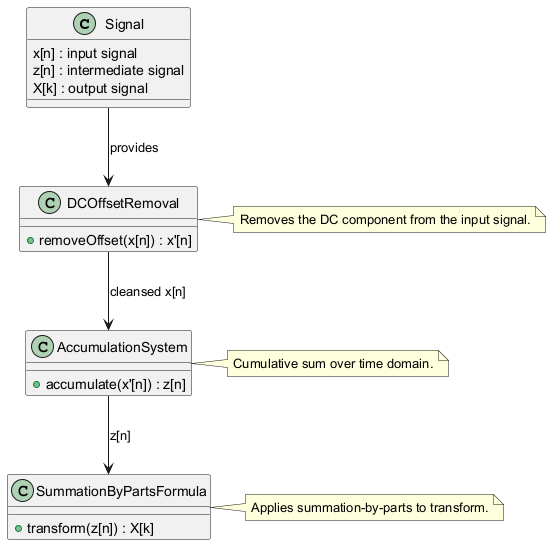 C Signal
x[n] : input signal
z[n] : intermediate signal
X[k] : output signal
provides
C DCOffsetRemoval
removeOffset(x[n]) : x'[n]
Removes the DC component from the input signal.
cleansed x[n]
C AccumulationSystem
accumulate(x'[n]) : z[n]
Cumulative sum over time domain.
z[n]
C SummationByPartsFormula
transform(z[n]) : X[k]
Applies summation-by-parts to transform.